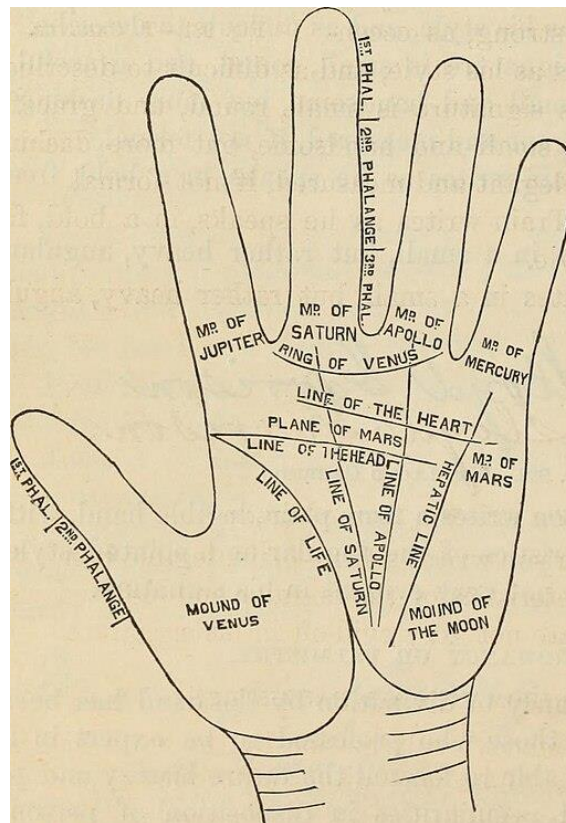 1ST PHAL.
2ND PHALANGE
3RD PHAL.
MT. OF
JUPITER
MT. OF
SATURN
MT. OF
APOLLO
MT. OF
MERCURY
RING OF VENUS
LINE OF THE HEART
PLANE OF MARS
LINE OF THE HEAD
MT. OF
MARS
LINE OF LIFE
LINE OF SATURN
LINE OF APOLLO
HEPATIC LINE
1ST PHAL.
2ND PHALANGE
MOUND OF
VENUS
MOUND OF
THE MOON